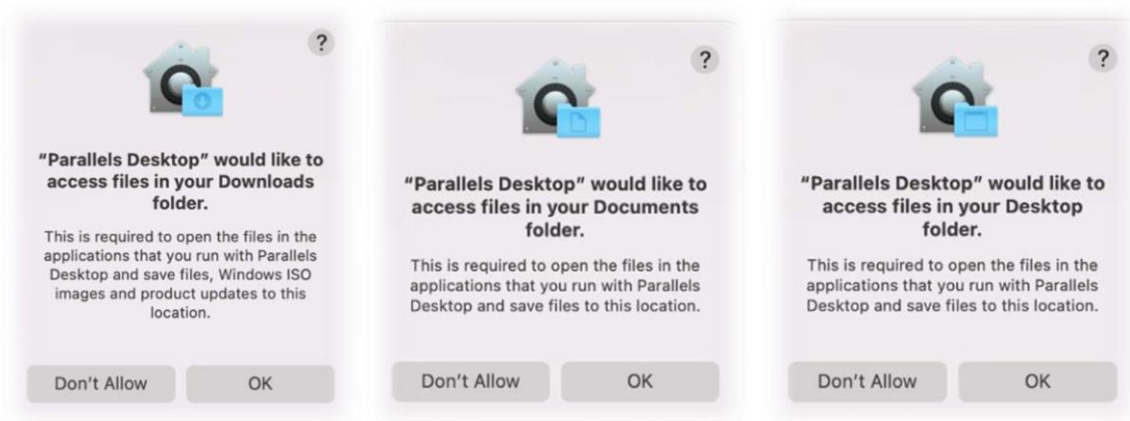 ?
“Parallels Desktop” would like to
access files in your Downloads
folder.
This is required to open the files in the
applications that you run with Parallels
Desktop and save files, Windows ISO
images and product updates to this
location.
Don't Allow
OK
?
“Parallels Desktop” would like to
access files in your Documents
folder.
This is required to open the files in the
applications that you run with Parallels
Desktop and save files to this location.
Don't Allow
OK
?
“Parallels Desktop” would like to
access files in your Desktop
folder.
This is required to open the files in the
applications that you run with Parallels
Desktop and save files to this location.
Don't Allow
OK